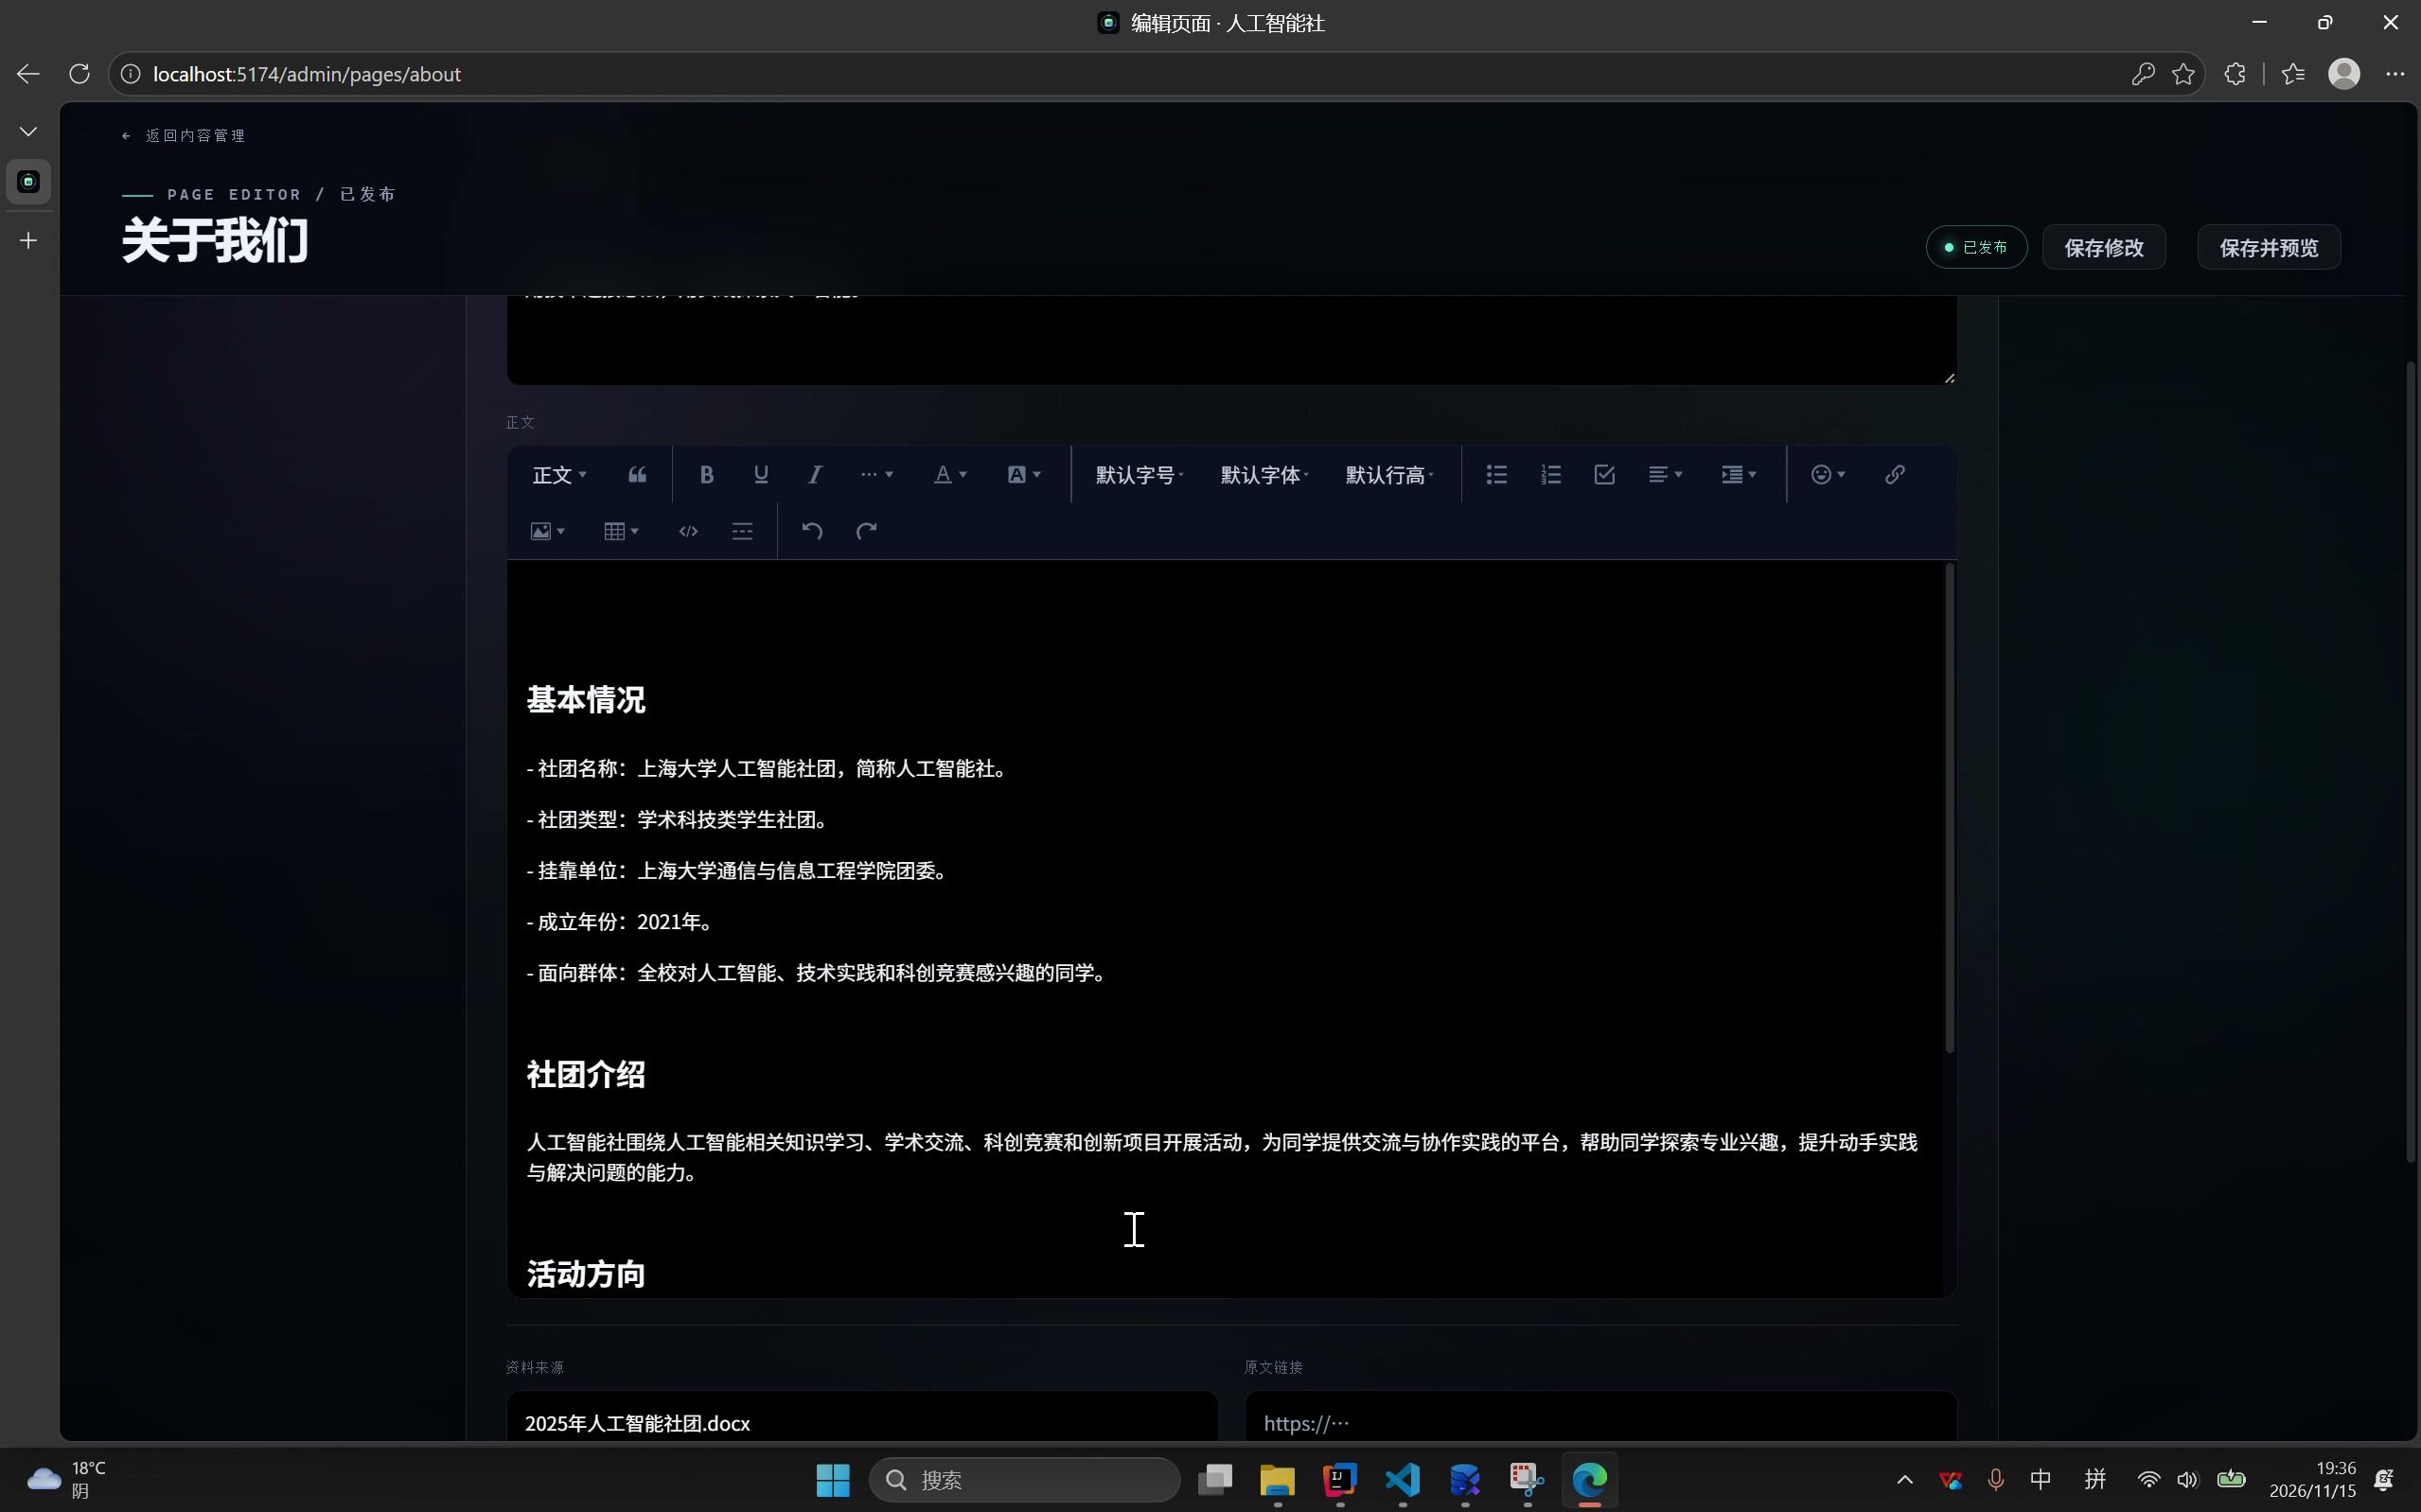 编辑页面 · 人工智能社
localhost:5174/admin/pages/about
← 返回内容管理
PAGE EDITOR / 已发布
关于我们
已发布
保存修改
保存并预览
正文
正文
默认字号
默认字体
默认行高
基本情况
- 社团名称：上海大学人工智能社团，简称人工智能社。
- 社团类型：学术科技类学生社团。
- 挂靠单位：上海大学通信与信息工程学院团委。
- 成立年份：2021年。
- 面向群体：全校对人工智能、技术实践和科创竞赛感兴趣的同学。
社团介绍
人工智能社围绕人工智能相关知识学习、学术交流、科创竞赛和创新项目开展活动，为同学提供交流与协作实践的平台，帮助同学探索专业兴趣，提升动手实践
与解决问题的能力。
活动方向
资料来源
原文链接
2025年人工智能社团.docx
https://…
18°C
阴
搜索
中
拼
19:36
2026/11/15